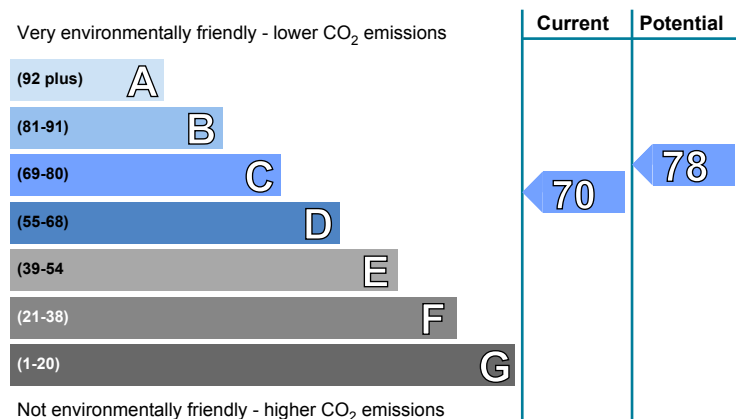 Very environmentally friendly - lower CO₂ emissions
Current
Potential
(92 plus) A
(81-91) B
(69-80) C
(55-68) D
(39-54 E
(21-38) F
(1-20) G
70
78
Not environmentally friendly - higher CO₂ emissions